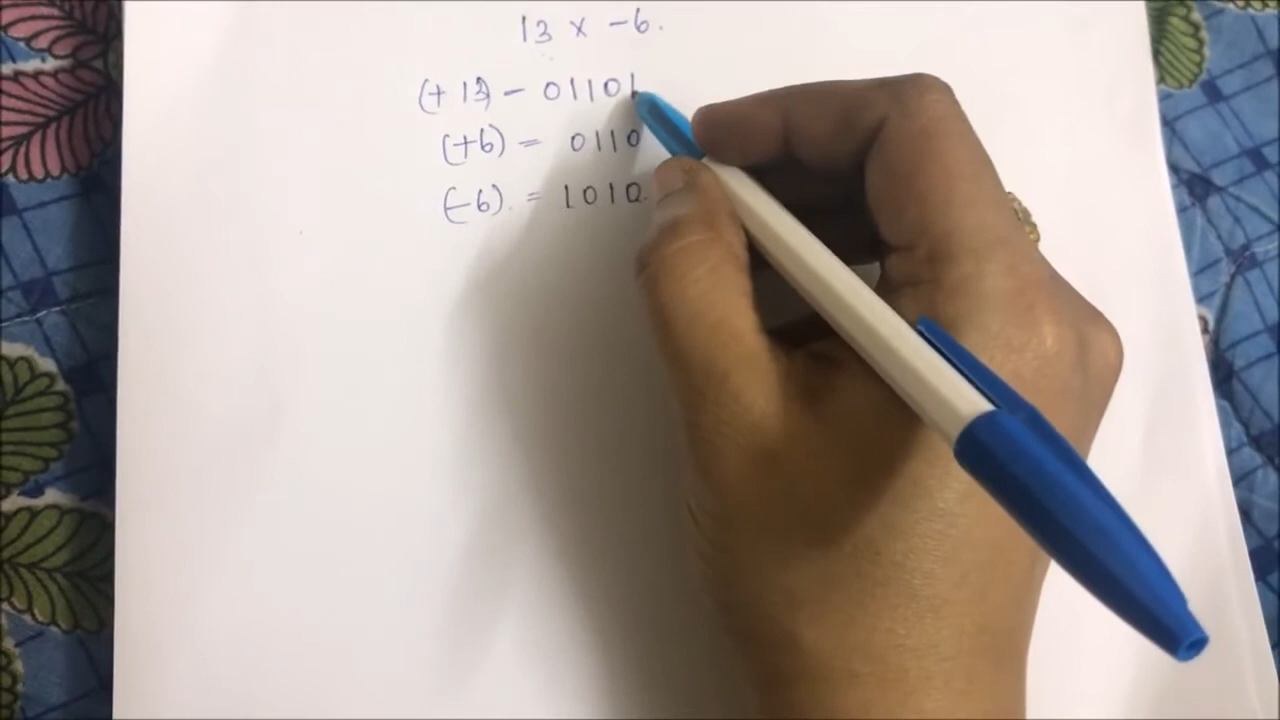 13 x -6.
(+13) - 01101
(+6) = 0110
(-6). = 1010.